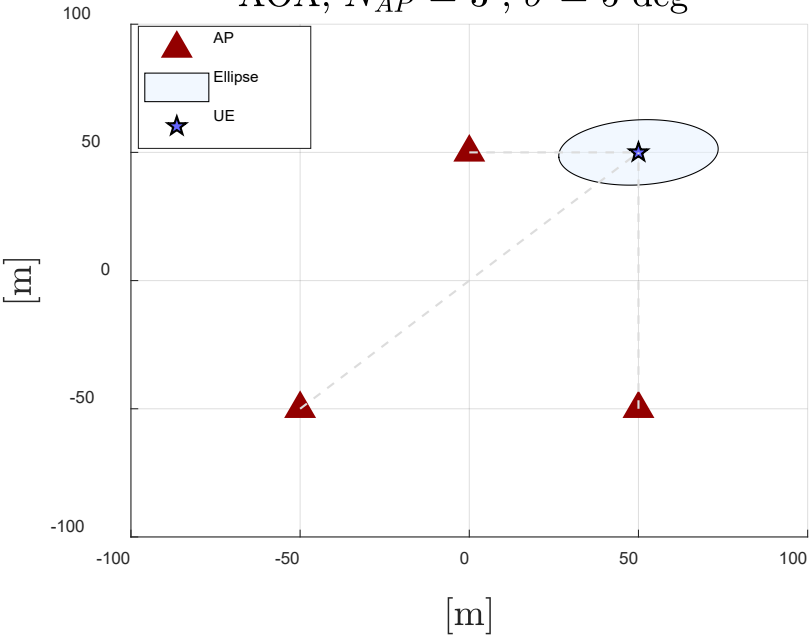 AOA, N_AP = 3 , σ = 5 deg
100
AP
Ellipse
UE
50
0
-50
-100
-100 -50 0 50 100
[m]
[m]